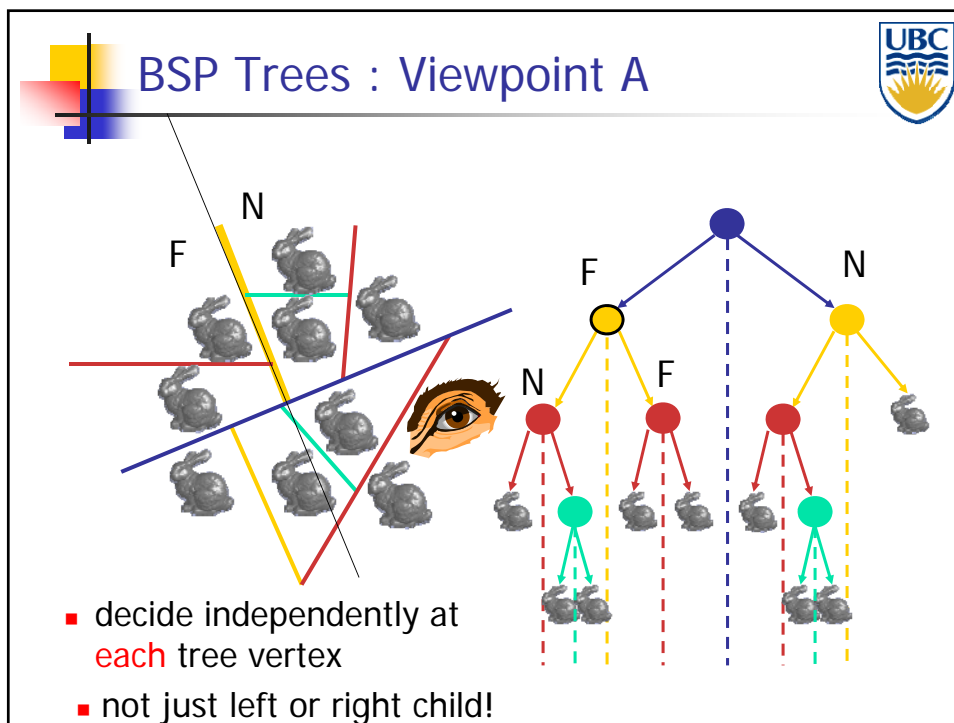 BSP Trees : Viewpoint A
UBC
N
F
F
N
N
F
decide independently at
each tree vertex
not just left or right child!